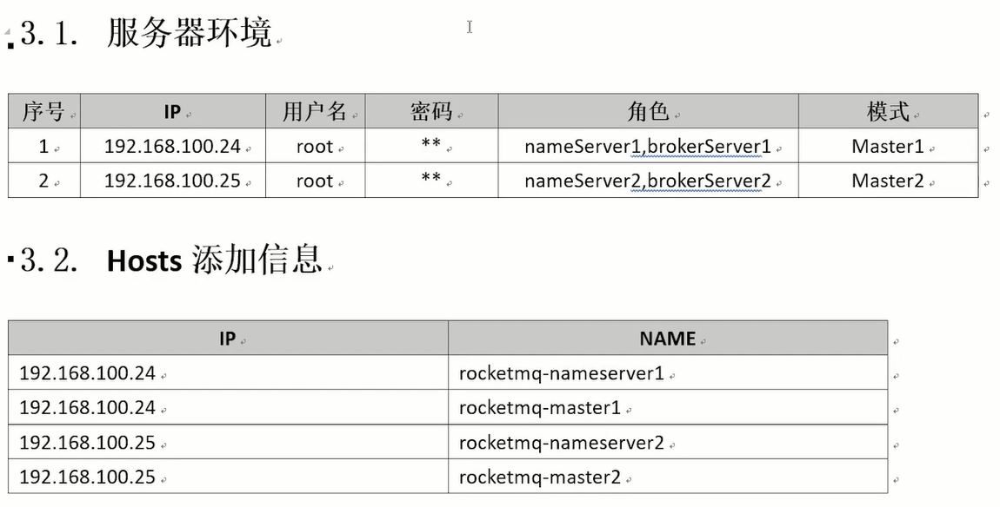 3.1. 服务器环境
序号 IP 用户名 密码 角色 模式
1 192.168.100.24 root ** nameServer1,brokerServer1 Master1
2 192.168.100.25 root ** nameServer2,brokerServer2 Master2
3.2. Hosts 添加信息
IP NAME
192.168.100.24 rocketmq-nameserver1
192.168.100.24 rocketmq-master1
192.168.100.25 rocketmq-nameserver2
192.168.100.25 rocketmq-master2